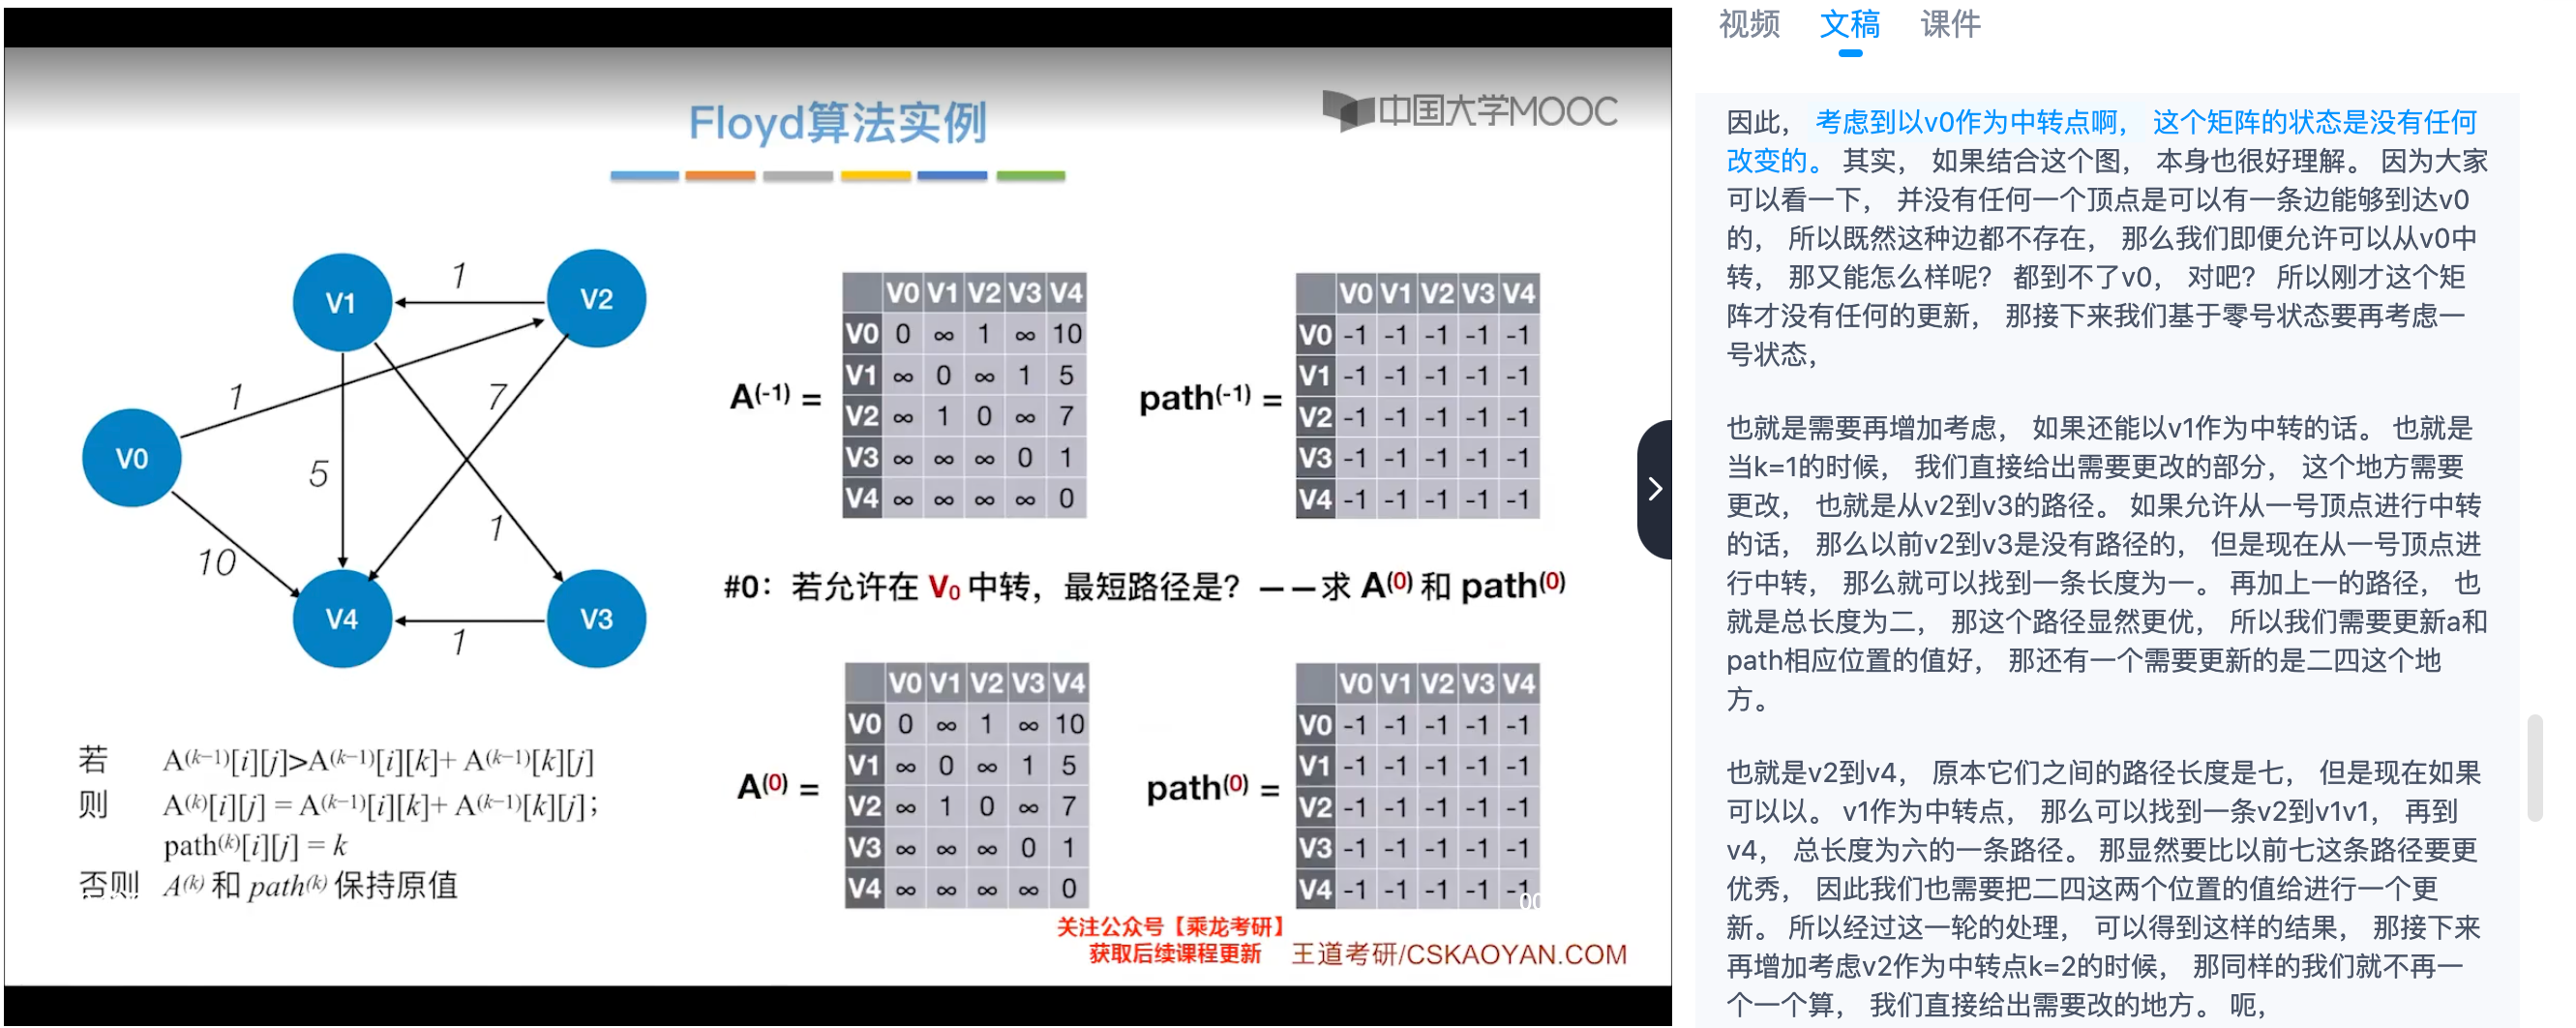 Floyd算法实例
中国大学MOOC
V1
V2
V0
V4
V3
1
1
7
5
1
10
1
A(-1) =
V0 V1 V2 V3 V4
V0 0 ∞ 1 ∞ 10
V1 ∞ 0 ∞ 1 5
V2 ∞ 1 0 ∞ 7
V3 ∞ ∞ ∞ 0 1
V4 ∞ ∞ ∞ ∞ 0
path(-1) =
V0 V1 V2 V3 V4
V0 -1 -1 -1 -1 -1
V1 -1 -1 -1 -1 -1
V2 -1 -1 -1 -1 -1
V3 -1 -1 -1 -1 -1
V4 -1 -1 -1 -1 -1
#0：若允许在 V0 中转，最短路径是？——求 A(0) 和 path(0)
A(0) =
V0 V1 V2 V3 V4
V0 0 ∞ 1 ∞ 10
V1 ∞ 0 ∞ 1 5
V2 ∞ 1 0 ∞ 7
V3 ∞ ∞ ∞ 0 1
V4 ∞ ∞ ∞ ∞ 0
path(0) =
V0 V1 V2 V3 V4
V0 -1 -1 -1 -1 -1
V1 -1 -1 -1 -1 -1
V2 -1 -1 -1 -1 -1
V3 -1 -1 -1 -1 -1
V4 -1 -1 -1 -1 -1
若 A(k−1)[i][j]>A(k−1)[i][k]+ A(k−1)[k][j]
则 A(k)[i][j] = A(k−1)[i][k]+ A(k−1)[k][j];
path(k)[i][j] = k
否则 A(k) 和 path(k) 保持原值
关注公众号【乘龙考研】
获取后续课程更新
王道考研/CSKAOYAN.COM
视频 文稿 课件
因此， 考虑到以v0作为中转点啊， 这个矩阵的状态是没有任何
改变的。 其实， 如果结合这个图， 本身也很好理解。 因为大家
可以看一下， 并没有任何一个顶点是可以有一条边能够到达v0
的， 所以既然这种边都不存在， 那么我们即便允许可以从v0中
转， 那又能怎么样呢？ 都到不了v0， 对吧？ 所以刚才这个矩
阵才没有任何的更新， 那接下来我们基于零号状态要再考虑一
号状态，
也就是需要再增加考虑， 如果还能以v1作为中转的话。 也就是
当k=1的时候， 我们直接给出需要更改的部分， 这个地方需要
更改， 也就是从v2到v3的路径。 如果允许从一号顶点进行中转
的话， 那么以前v2到v3是没有路径的， 但是现在从一号顶点进
行中转， 那么就可以找到一条长度为一。 再加上一的路径， 也
就是总长度为二， 那这个路径显然更优， 所以我们需要更新a和
path相应位置的值好， 那还有一个需要更新的是二四这个地
方。
也就是v2到v4， 原本它们之间的路径长度是七， 但是现在如果
可以以。 v1作为中转点， 那么可以找到一条v2到v1v1， 再到
v4， 总长度为六的一条路径。 那显然要比以前七这条路径要更
优秀， 因此我们也需要把二四这两个位置的值给进行一个更
新。 所以经过这一轮的处理， 可以得到这样的结果， 那接下来
再增加考虑v2作为中转点k=2的时候， 那同样的我们就不再一
个一个算， 我们直接给出需要改的地方。 呃，